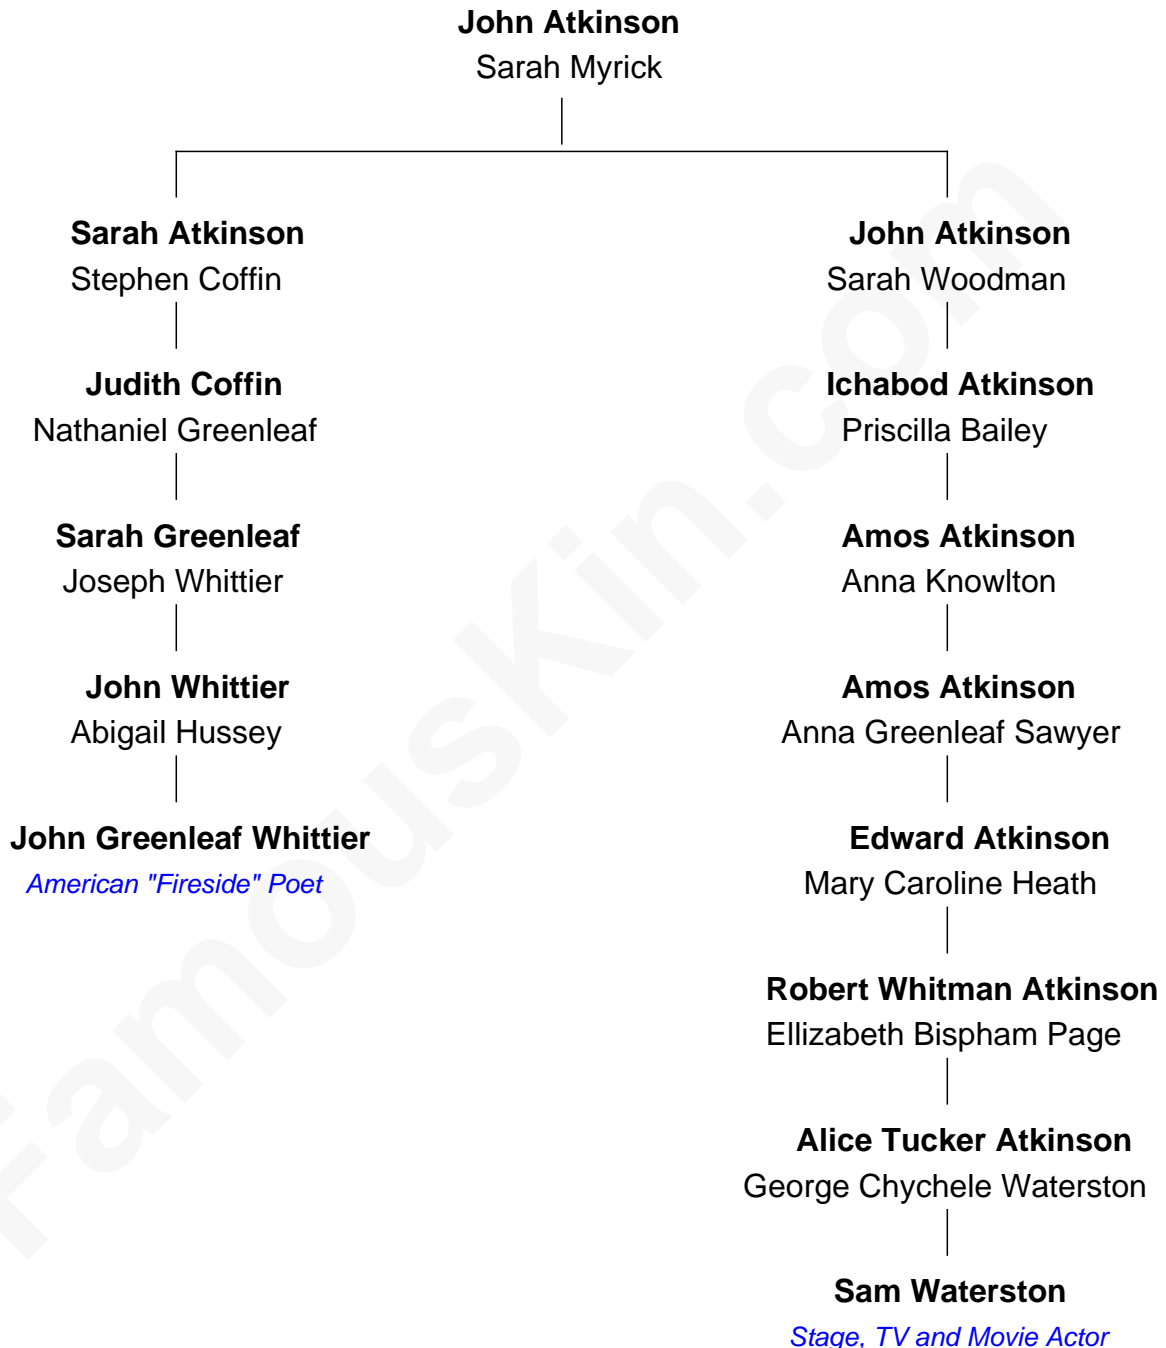 John Atkinson
Sarah Myrick
Sarah Atkinson
Stephen Coffin
Judith Coffin
Nathaniel Greenleaf
Sarah Greenleaf
Joseph Whittier
John Whittier
Abigail Hussey
John Greenleaf Whittier
American "Fireside" Poet
John Atkinson
Sarah Woodman
Ichabod Atkinson
Priscilla Bailey
Amos Atkinson
Anna Knowlton
Amos Atkinson
Anna Greenleaf Sawyer
Edward Atkinson
Mary Caroline Heath
Robert Whitman Atkinson
Ellizabeth Bispham Page
Alice Tucker Atkinson
George Chychele Waterston
Sam Waterston
Stage, TV and Movie Actor
FamousKin.com